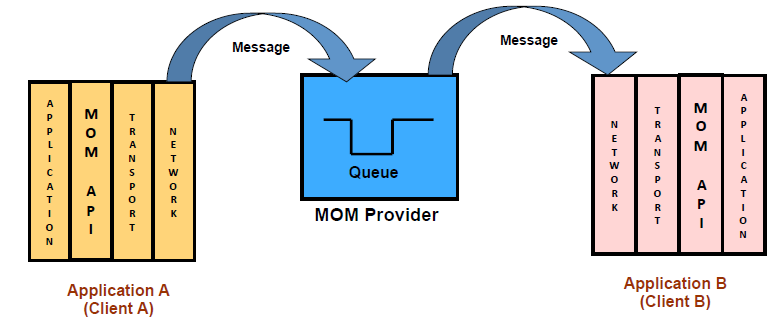 Message
Message
APPLICATION
MOM API
TRANSPORT
NETWORK
Queue
MOM Provider
NETWORK
TRANSPORT
MOM API
APPLICATION
Application A
(Client A)
Application B
(Client B)